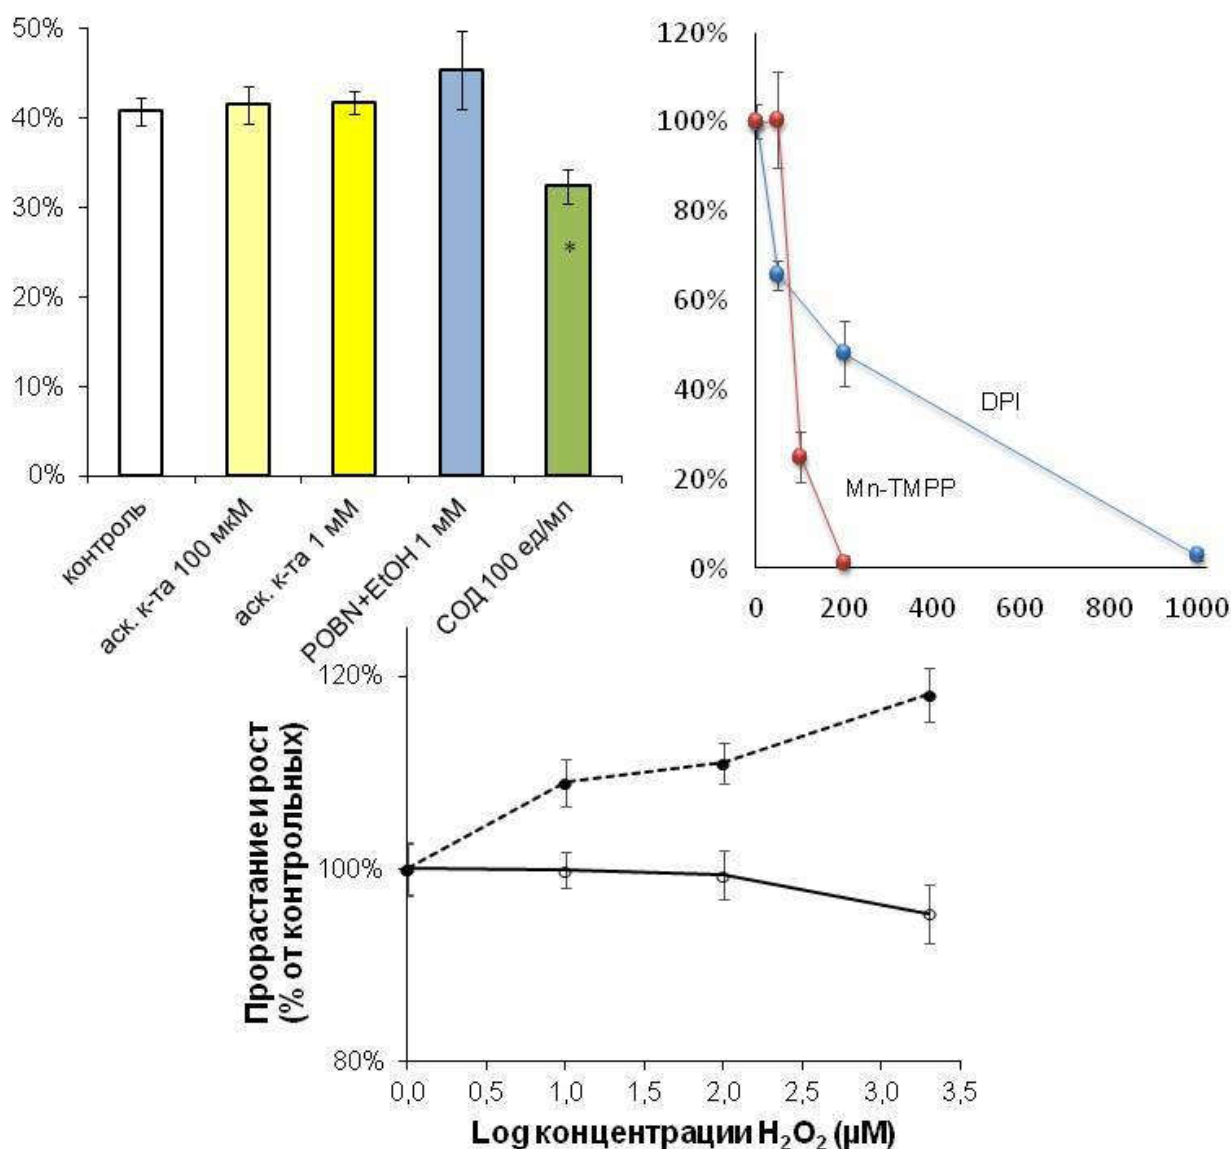 50%
40%
30%
20%
10%
0%
*
контроль
аск. к-та 100 мкМ
аск. к-та 1 мМ
POBN+EtOH 1 мМ
СОД 100 ед/мл
120%
100%
80%
60%
40%
20%
0%
DPI
Mn-TMPP
0 200 400 600 800 1000
Прорастание и рост
(% от контрольных)
120%
100%
80%
0,0 0,5 1,0 1,5 2,0 2,5 3,0 3,5
Log концентрации H₂O₂ (µM)